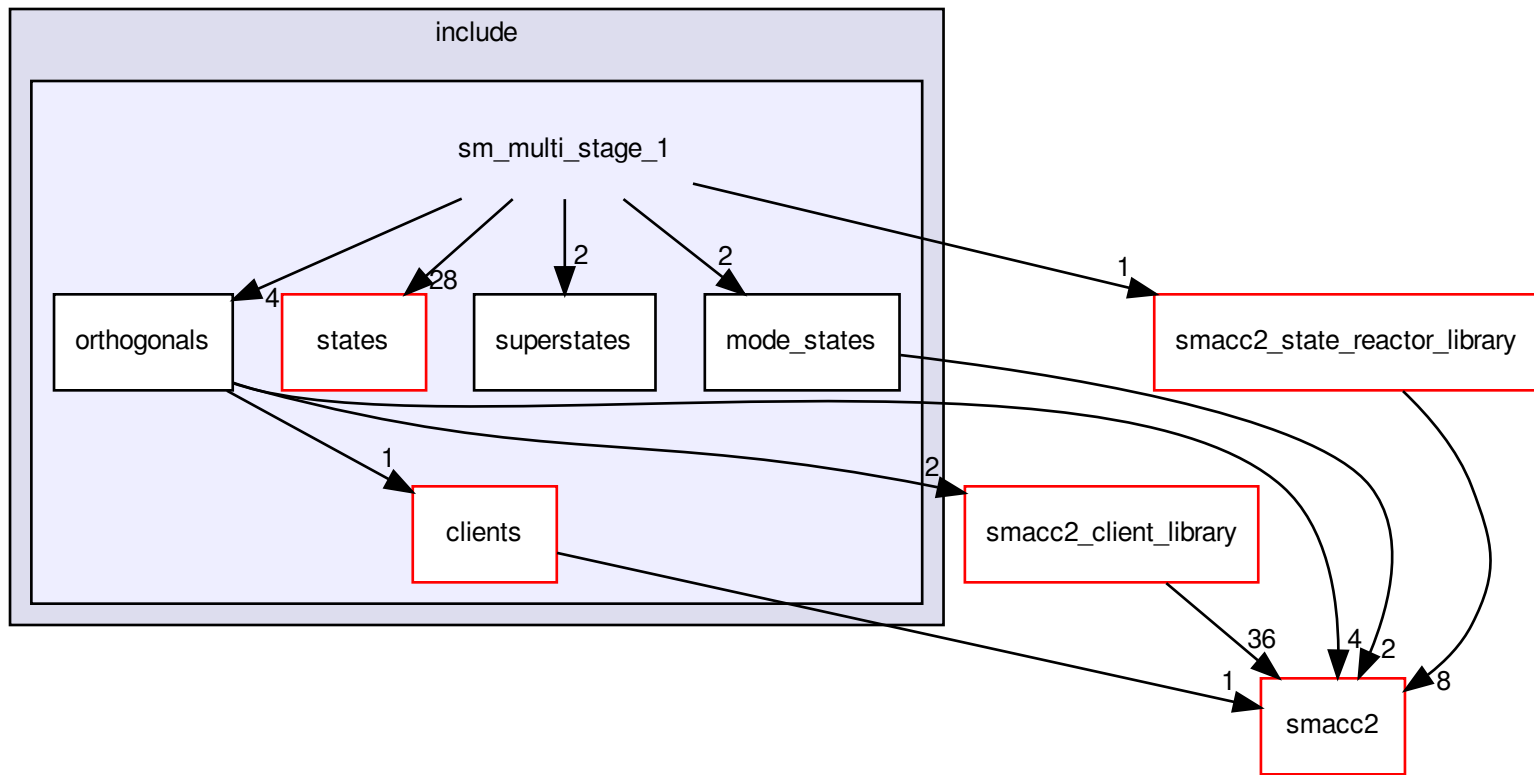 include
sm_multi_stage_1
4
28
2
2
1
orthogonals
states
superstates
mode_states
smacc2_state_reactor_library
1
2
clients
smacc2_client_library
36
4
2
1
8
smacc2